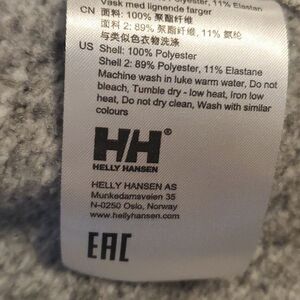 Polyester, 11% Elastan
Vask med lignende farger
CN 面料: 100% 聚酯纤维
面料 2: 89% 聚酯纤维, 11% 氨纶
与类似色衣物洗涤
US Shell: 100% Polyester
Shell 2: 89% Polyester, 11% Elastane
Machine wash in luke warm water, Do not
bleach, Tumble dry - low heat, Iron low
heat, Do not dry clean, Wash with similar
colours
HH®
HELLY HANSEN
HELLY HANSEN AS
Munkedamsveien 35
N-0250 Oslo, Norway
www.hellyhansen.com
EAC